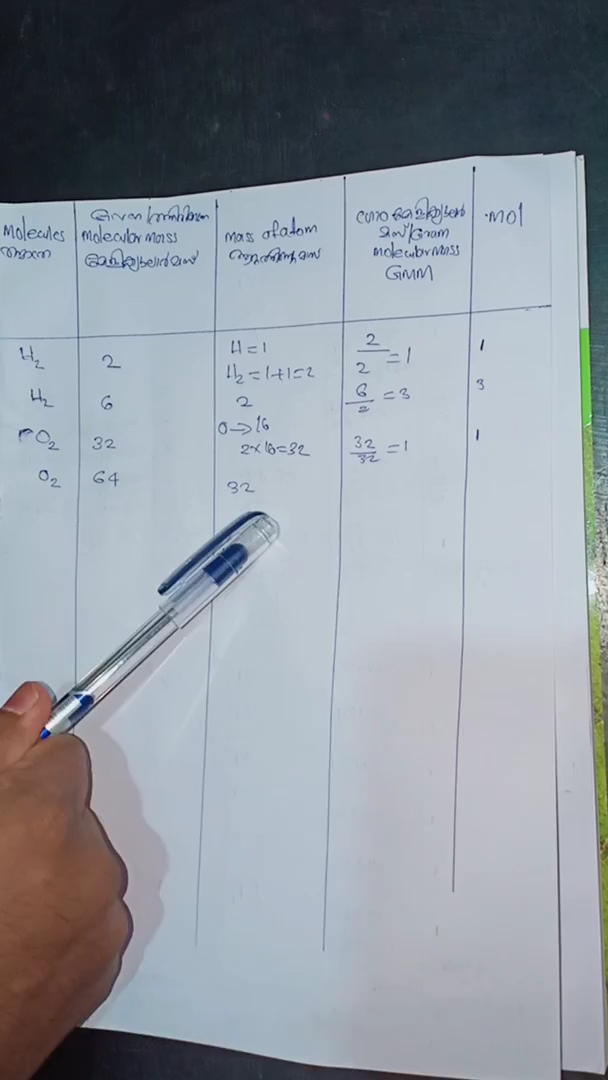 Molecules
molecular mass
mass of atom
മാസ്/Gram
molecular mass
GMM
.Mol
H₂
2
H=1
H₂=1+1=2
2/2 =1
1
H₂
6
2
6/2 =3
3
O₂
32
O→16
2×16=32
32/32 =1
1
O₂
64
32